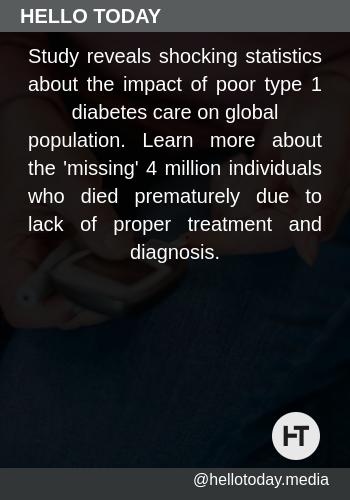 HELLO TODAY
Study reveals shocking statistics
about the impact of poor type 1
diabetes care on global
population. Learn more about
the 'missing' 4 million individuals
who died prematurely due to
lack of proper treatment and
diagnosis.
HT
@hellotoday.media